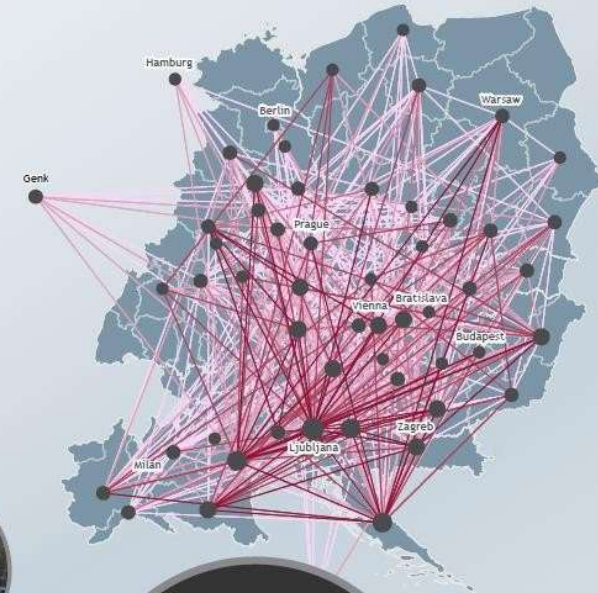 Hamburg
Berlin
Warsaw
Genk
Prague
Vienna
Bratislava
Budapest
Zagreb
Ljubljana
Milan